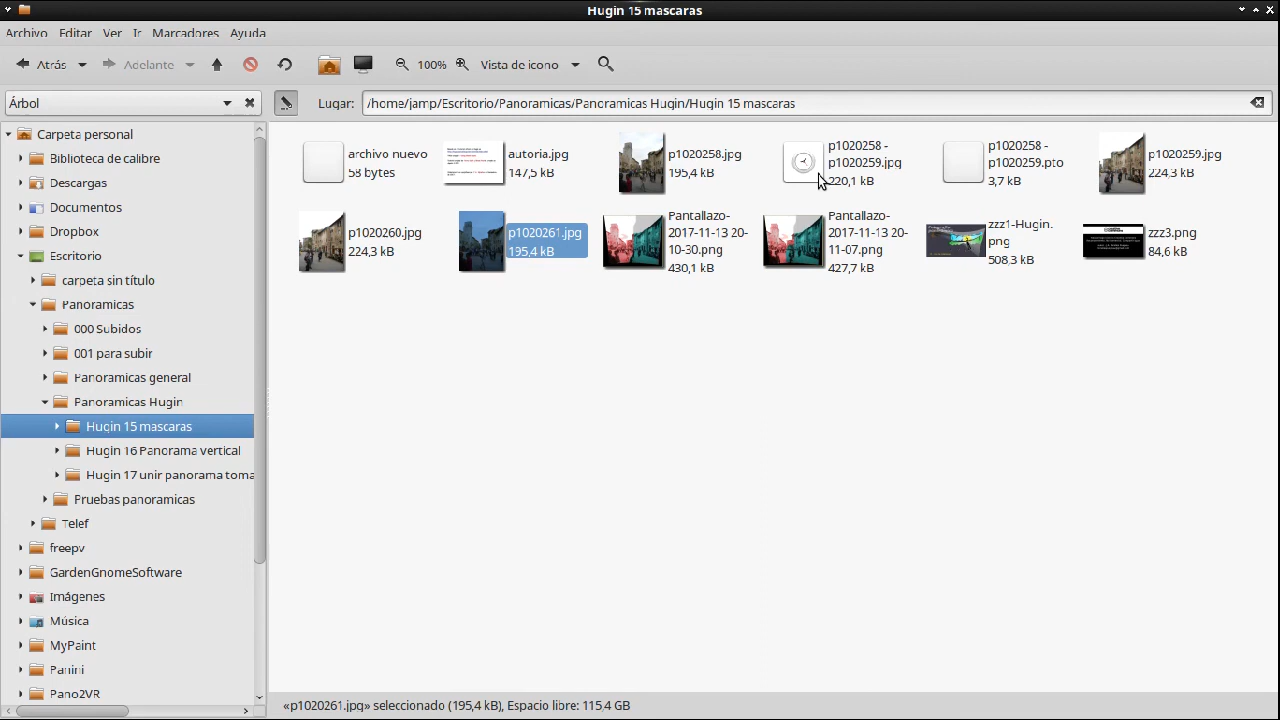 Hugin 15 mascaras
Archivo Editar Ver Ir Marcadores Ayuda
Atrás Adelante 100% Vista de icono
Árbol
Lugar: /home/jamp/Escritorio/Panoramicas/Panoramicas Hugin/Hugin 15 mascaras
Carpeta personal
Biblioteca de calibre
Descargas
Documentos
Dropbox
Escritorio
carpeta sin título
Panoramicas
000 Subidos
001 para subir
Panoramicas general
Panoramicas Hugin
Hugin 15 mascaras
Hugin 16 Panorama vertical
Hugin 17 unir panorama toma
Pruebas panoramicas
Telef
freepv
GardenGnomeSoftware
Imágenes
Música
MyPaint
Panini
Pano2VR
archivo nuevo
58 bytes
autoria.jpg
147,5 kB
p1020258.jpg
195,4 kB
p1020258 -
p1020259.jpg
220,1 kB
p1020258 -
p1020259.pto
3,7 kB
p1020259.jpg
224,3 kB
p1020260.jpg
224,3 kB
p1020261.jpg
195,4 kB
Pantallazo-
2017-11-13 20-
10-30.png
430,1 kB
Pantallazo-
2017-11-13 20-
11-07.png
427,7 kB
zzz1-Hugin.
png
508,3 kB
zzz3.png
84,6 kB
«p1020261.jpg» seleccionado (195,4 kB), Espacio libre: 115,4 GB